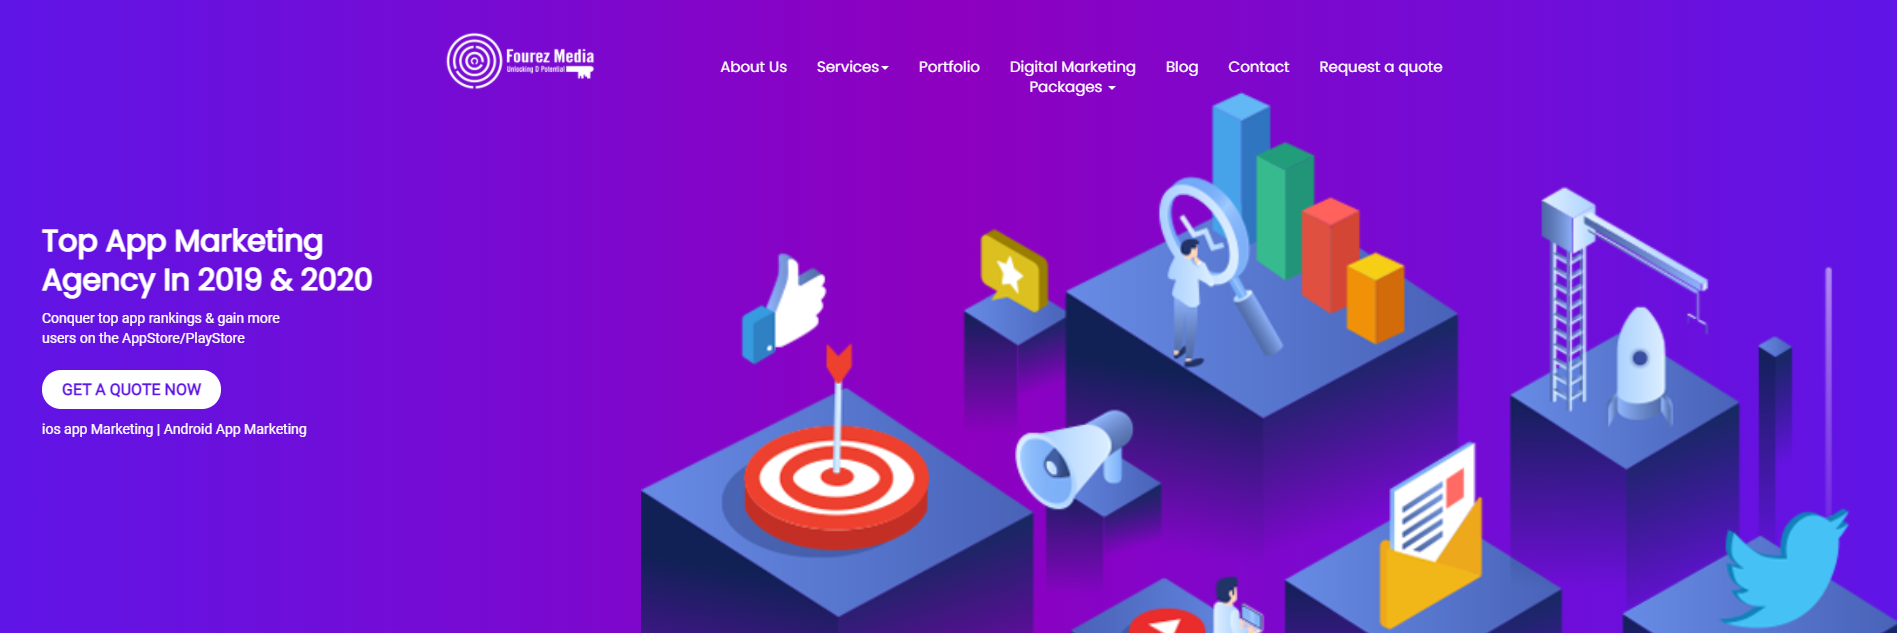 Fourez Media
Unlocking D Potential
About Us
Services
Portfolio
Digital Marketing
Packages
Blog
Contact
Request a quote
Top App Marketing
Agency In 2019 & 2020
Conquer top app rankings & gain more
users on the AppStore/PlayStore
GET A QUOTE NOW
ios app Marketing | Android App Marketing